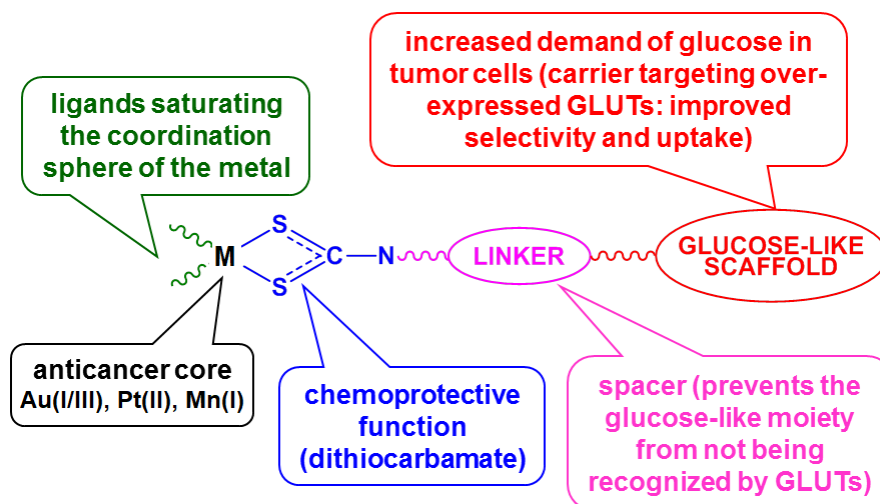 increased demand of glucose in
tumor cells (carrier targeting over-
expressed GLUTs: improved
selectivity and uptake)
ligands saturating
the coordination
sphere of the metal
S
M
C
N
S
LINKER
GLUCOSE-LIKE
SCAFFOLD
anticancer core
Au(I/III), Pt(II), Mn(I)
chemoprotective
function
(dithiocarbamate)
spacer (prevents the
glucose-like moiety
from not being
recognized by GLUTs)